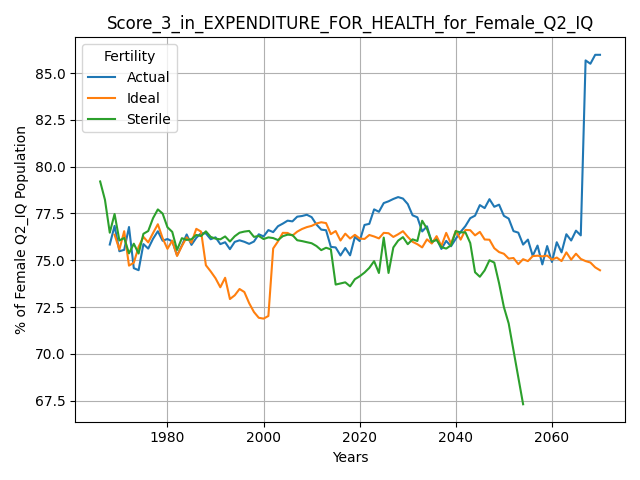 Score_3_in_EXPENDITURE_FOR_HEALTH_for_Female_Q2_IQ
Fertility
Actual
Ideal
Sterile
% of Female Q2_IQ Population
85.0
82.5
80.0
77.5
75.0
72.5
70.0
67.5
1980
2000
2020
2040
2060
Years